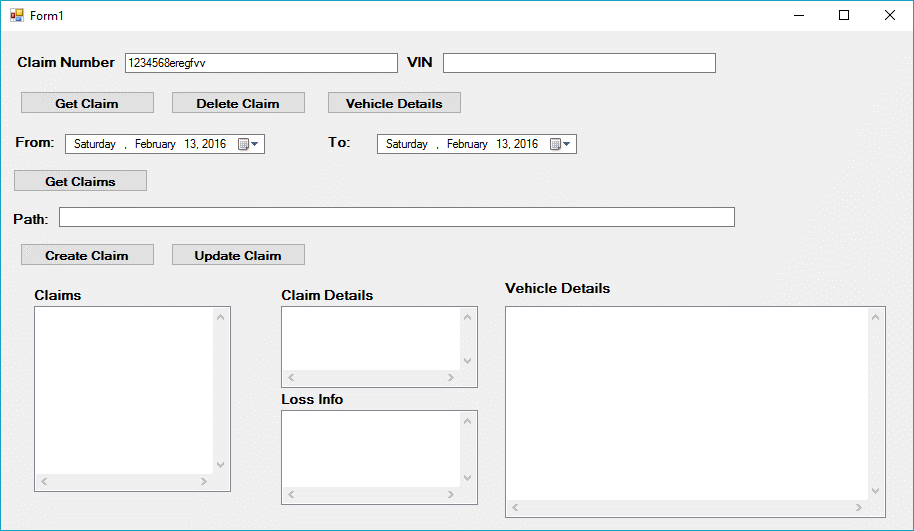 Form1
Claim Number 1234568eregfvv VIN
Get Claim Delete Claim Vehicle Details
From: Saturday , February 13, 2016 To: Saturday , February 13, 2016
Get Claims
Path:
Create Claim Update Claim
Claims Claim Details Vehicle Details
Loss Info